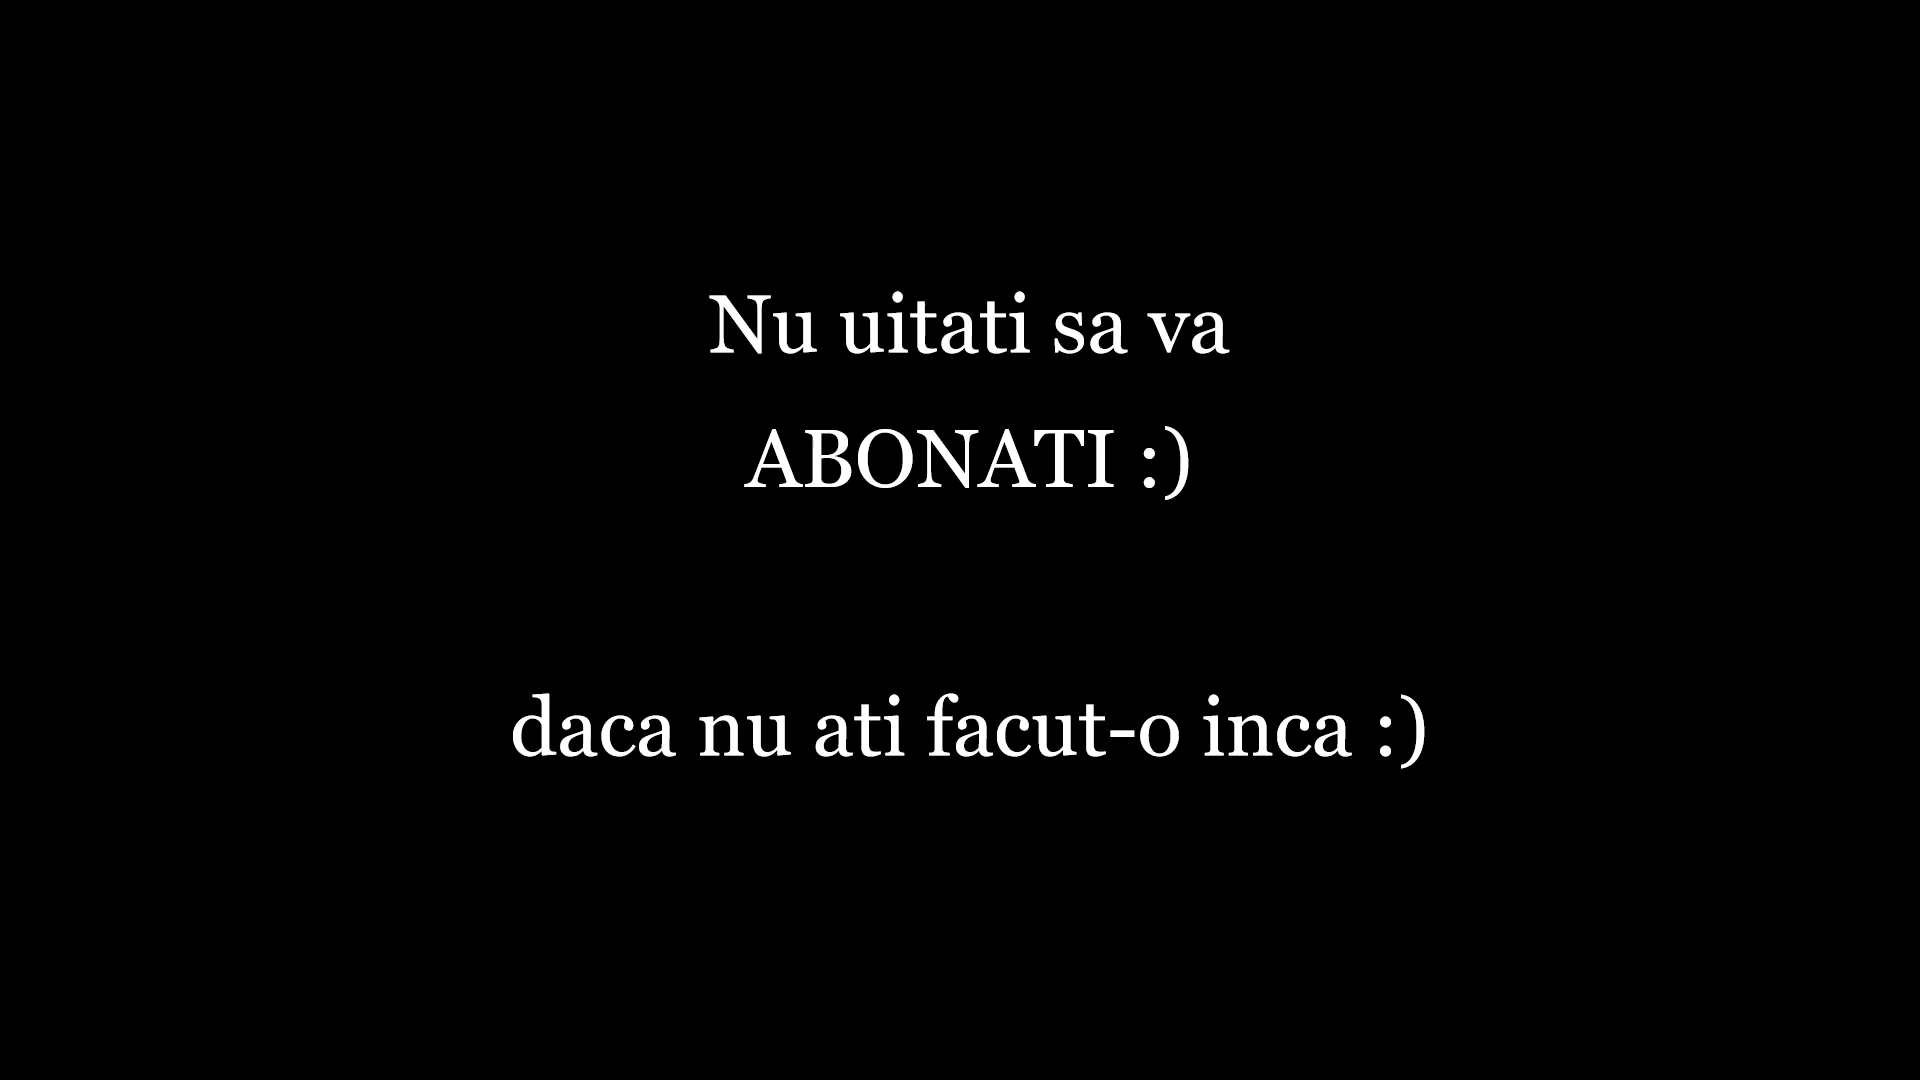 Nu uitati sa va
ABONATI :)
daca nu ati facut-o inca :)